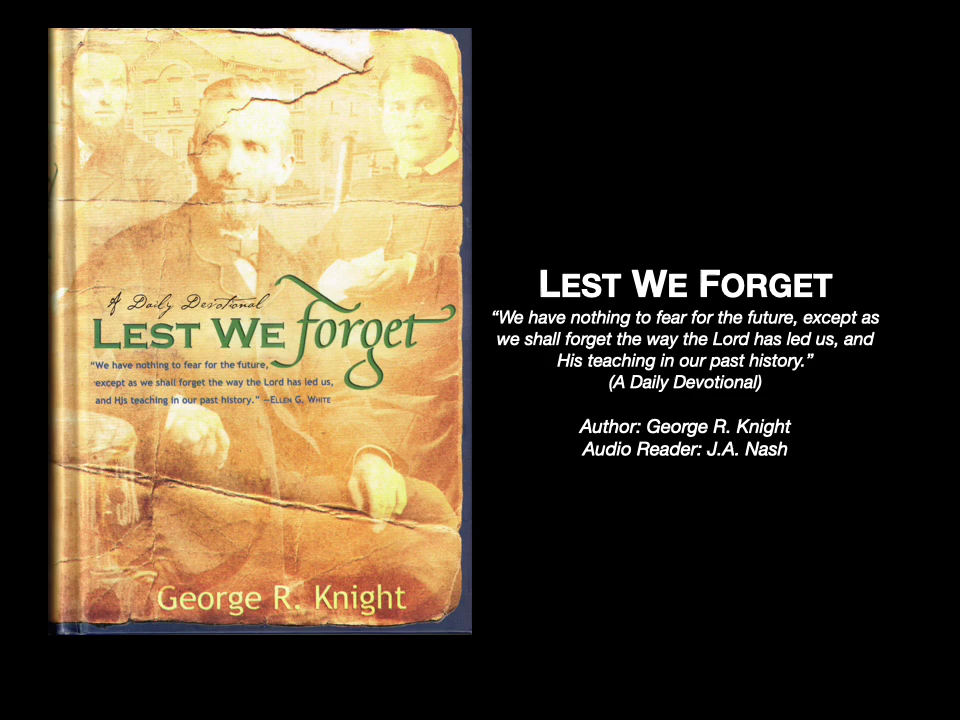 A Daily Devotional
LEST WE forget
“We have nothing to fear for the future,
except as we shall forget the way the Lord has led us,
and His teaching in our past history.” —ELLEN G. WHITE
George R. Knight
LEST WE FORGET
“We have nothing to fear for the future, except as
we shall forget the way the Lord has led us, and
His teaching in our past history.”
(A Daily Devotional)
Author: George R. Knight
Audio Reader: J.A. Nash